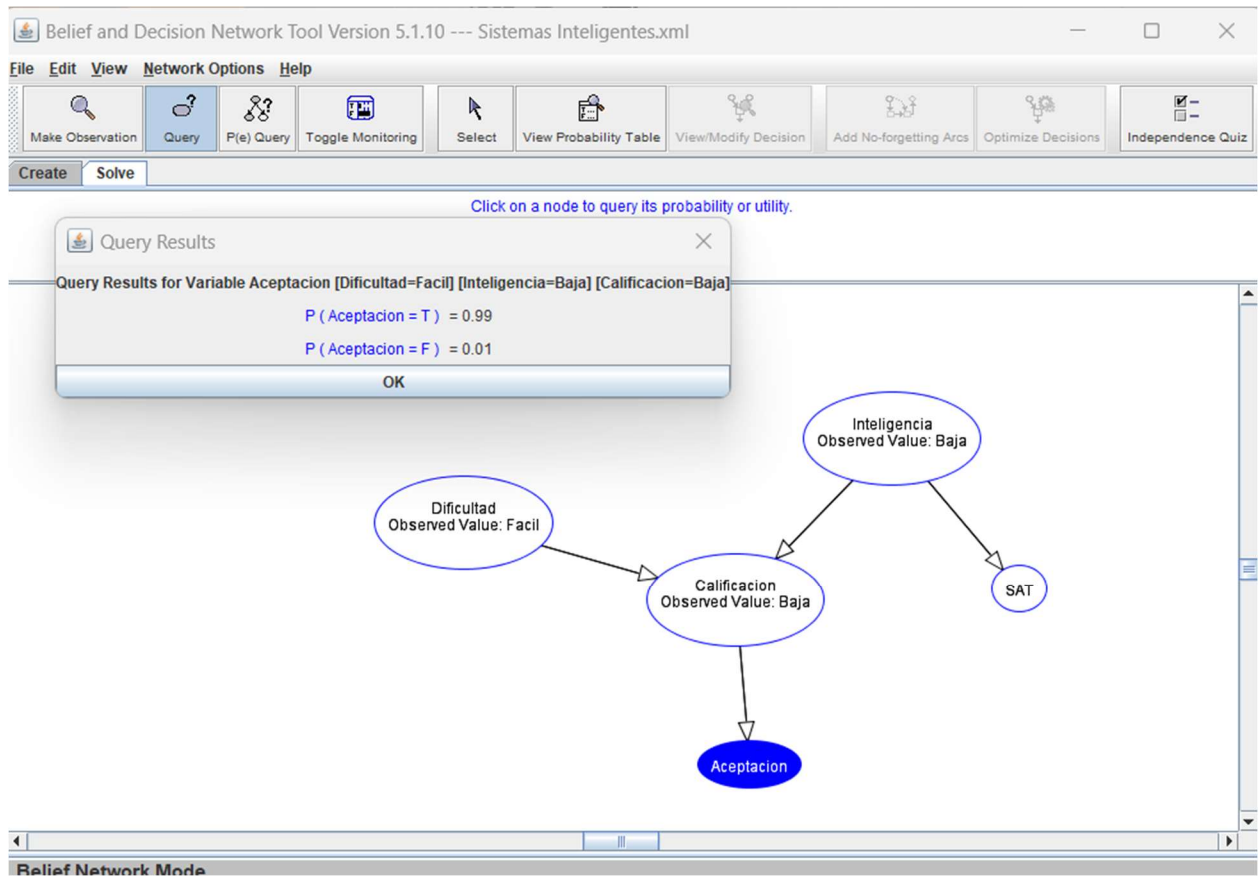 Belief and Decision Network Tool Version 5.1.10 --- Sistemas Inteligentes.xml
File Edit View Network Options Help
Make Observation Query P(e) Query Toggle Monitoring Select View Probability Table View/Modify Decision Add No-forgetting Arcs Optimize Decisions Independence Quiz
Create Solve
Click on a node to query its probability or utility.
Query Results
Query Results for Variable Aceptacion [Dificultad=Facil] [Inteligencia=Baja] [Calificacion=Baja]
P ( Aceptacion = T ) = 0.99
P ( Aceptacion = F ) = 0.01
OK
Inteligencia
Observed Value: Baja
Dificultad
Observed Value: Facil
Calificacion
Observed Value: Baja
SAT
Aceptacion
Belief Network Mode